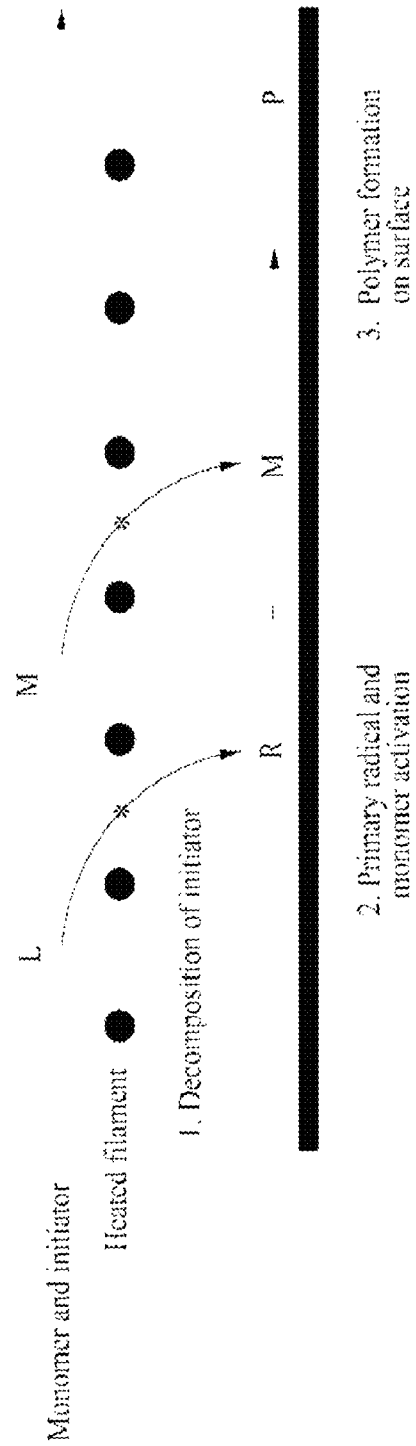 Monomer and initiator
L
M
Heated filament
1. Decomposition of initiator
R
–
M
P
2. Primary radical and
monomer activation
3. Polymer formation
on surface